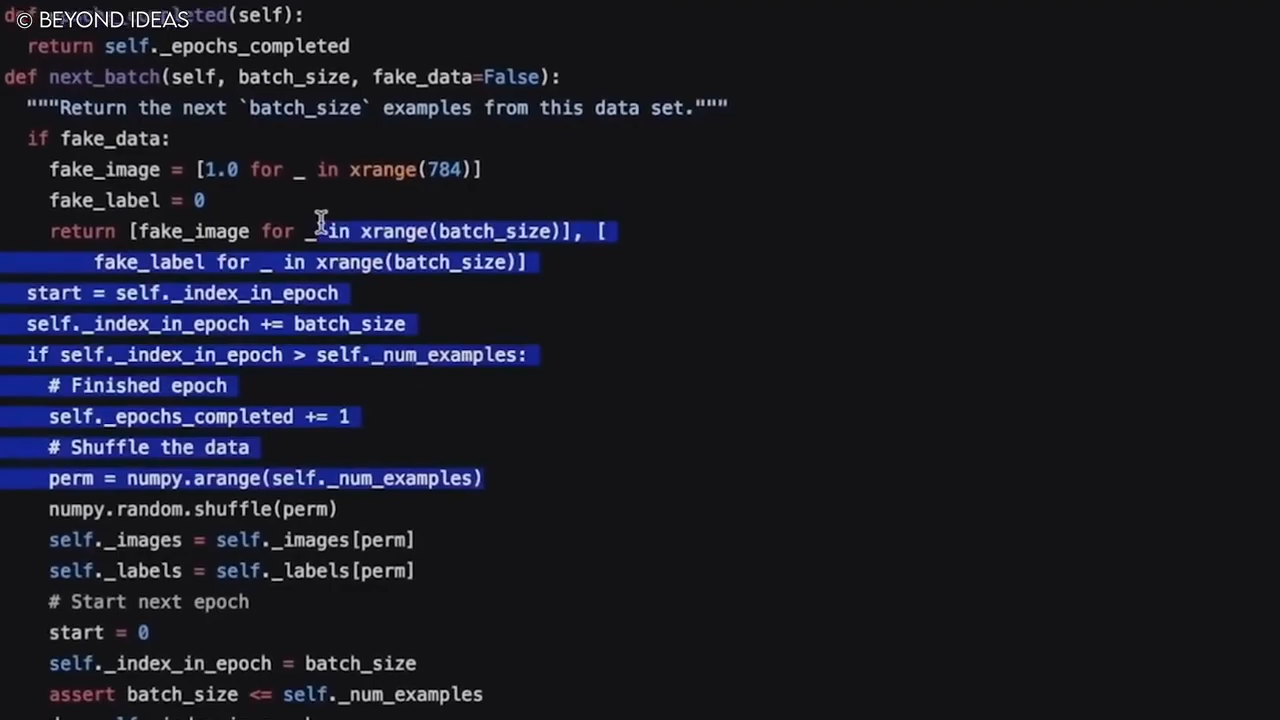 © BEYOND IDEAS
def epochs_completed(self):
return self._epochs_completed
def next_batch(self, batch_size, fake_data=False):
"""Return the next `batch_size` examples from this data set."""
if fake_data:
fake_image = [1.0 for _ in xrange(784)]
fake_label = 0
return [fake_image for _ in xrange(batch_size)], [
fake_label for _ in xrange(batch_size)]
start = self._index_in_epoch
self._index_in_epoch += batch_size
if self._index_in_epoch > self._num_examples:
# Finished epoch
self._epochs_completed += 1
# Shuffle the data
perm = numpy.arange(self._num_examples)
numpy.random.shuffle(perm)
self._images = self._images[perm]
self._labels = self._labels[perm]
# Start next epoch
start = 0
self._index_in_epoch = batch_size
assert batch_size <= self._num_examples